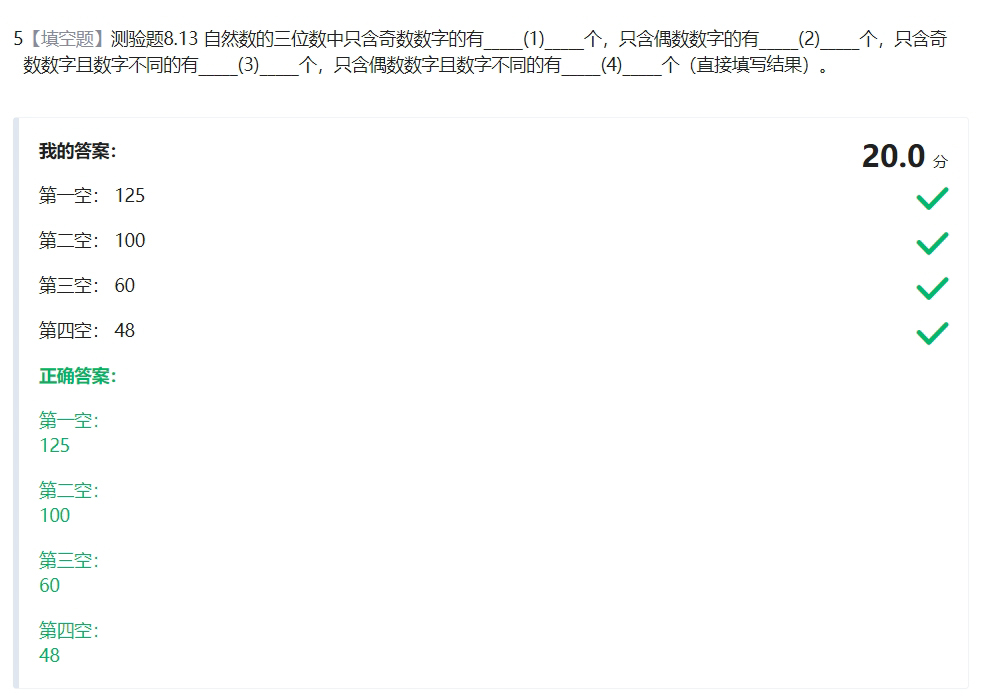 5【填空题】测验题8.13 自然数的三位数中只含奇数数字的有____(1)____个，只含偶数数字的有____(2)____个，只含奇
数数字且数字不同的有____(3)____个，只含偶数数字且数字不同的有____(4)____个（直接填写结果）。
我的答案：
20.0 分
第一空： 125
第二空： 100
第三空： 60
第四空： 48
正确答案：
第一空：
125
第二空：
100
第三空：
60
第四空：
48